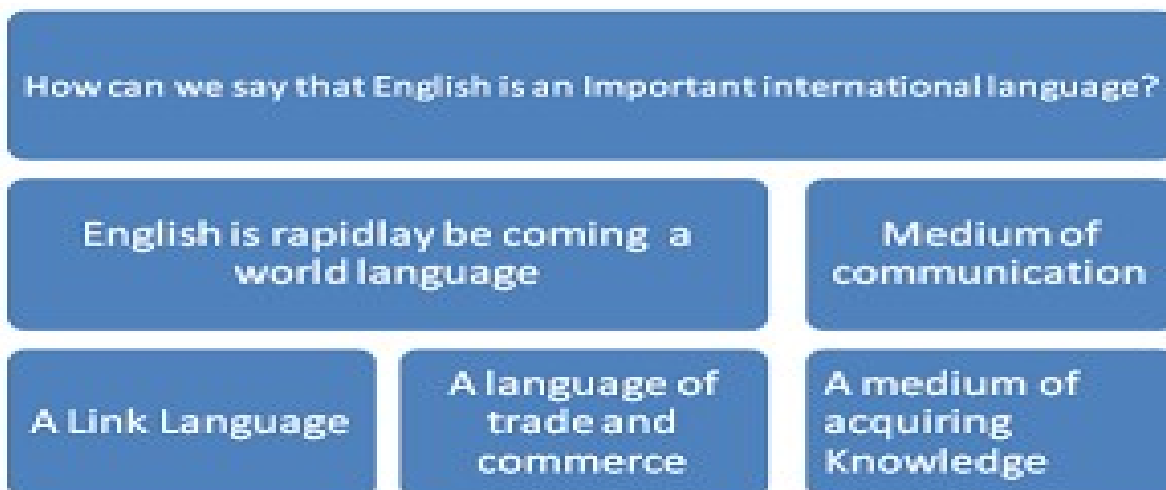 How can we say that English is an Important international language?
English is rapidlay be coming a
world language
Medium of
communication
A Link Language
A language of
trade and
commerce
A medium of
acquiring
Knowledge